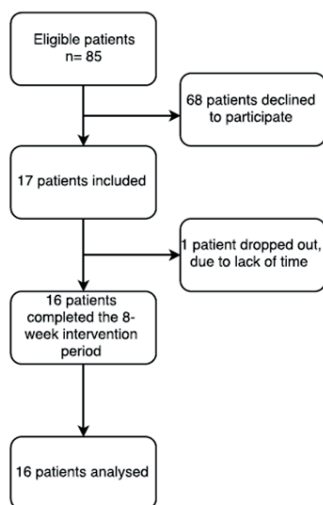 Eligible patients
n= 85
68 patients declined
to participate
17 patients included
1 patient dropped out,
due to lack of time
16 patients
completed the 8-
week intervention
period
16 patients analysed